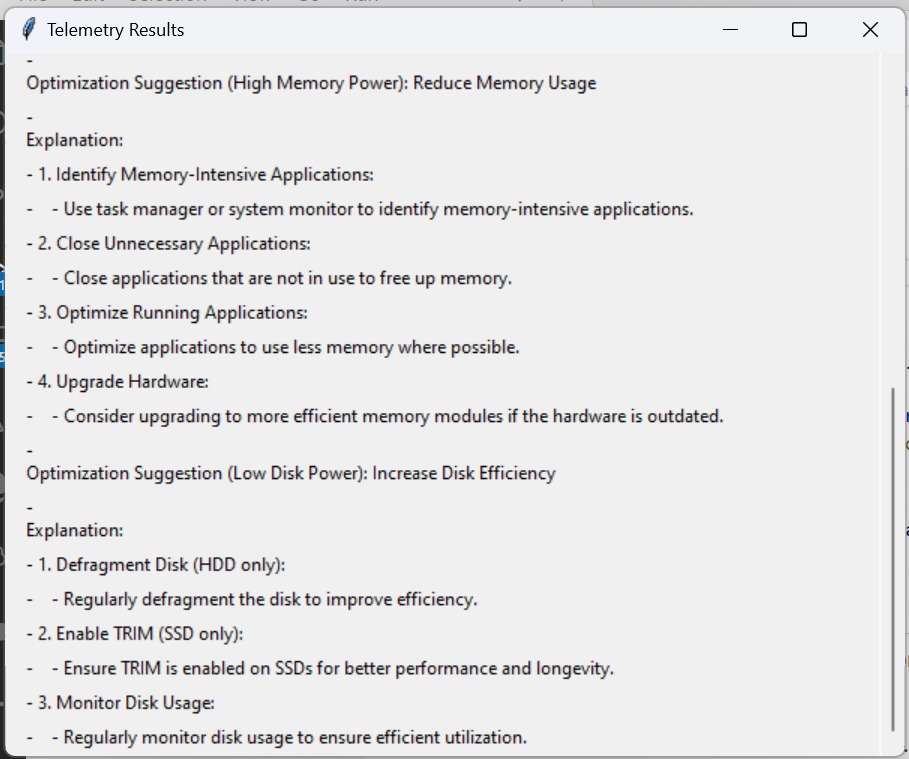 Telemetry Results
-
Optimization Suggestion (High Memory Power): Reduce Memory Usage
-
Explanation:
- 1. Identify Memory-Intensive Applications:
-    - Use task manager or system monitor to identify memory-intensive applications.
- 2. Close Unnecessary Applications:
-    - Close applications that are not in use to free up memory.
- 3. Optimize Running Applications:
-    - Optimize applications to use less memory where possible.
- 4. Upgrade Hardware:
-    - Consider upgrading to more efficient memory modules if the hardware is outdated.
-
Optimization Suggestion (Low Disk Power): Increase Disk Efficiency
-
Explanation:
- 1. Defragment Disk (HDD only):
-    - Regularly defragment the disk to improve efficiency.
- 2. Enable TRIM (SSD only):
-    - Ensure TRIM is enabled on SSDs for better performance and longevity.
- 3. Monitor Disk Usage:
-    - Regularly monitor disk usage to ensure efficient utilization.